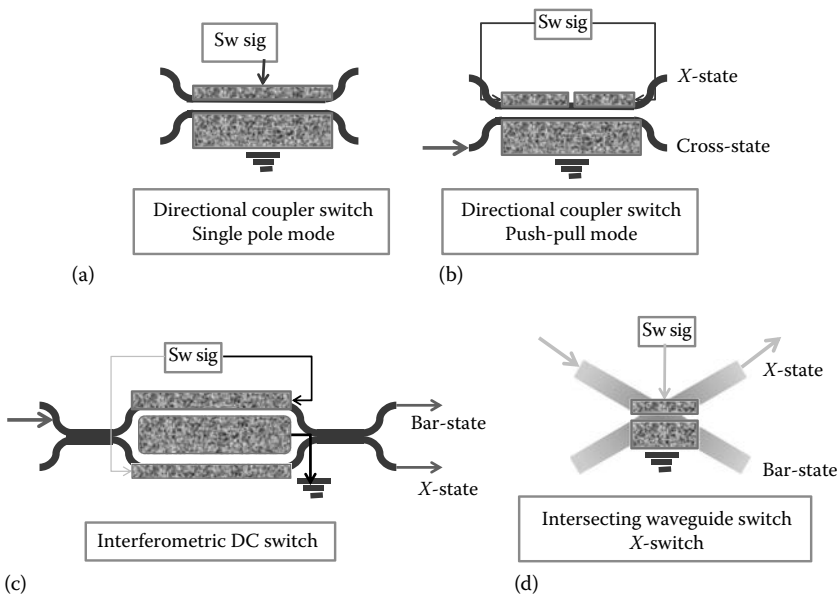 Sw sig
Sw sig
X-state
Cross-state
Directional coupler switch
Single pole mode
Directional coupler switch
Push-pull mode
(a)
(b)
Sw sig
Bar-state
X-state
Interferometric DC switch
(c)
Sw sig
X-state
Bar-state
Intersecting waveguide switch
X-switch
(d)